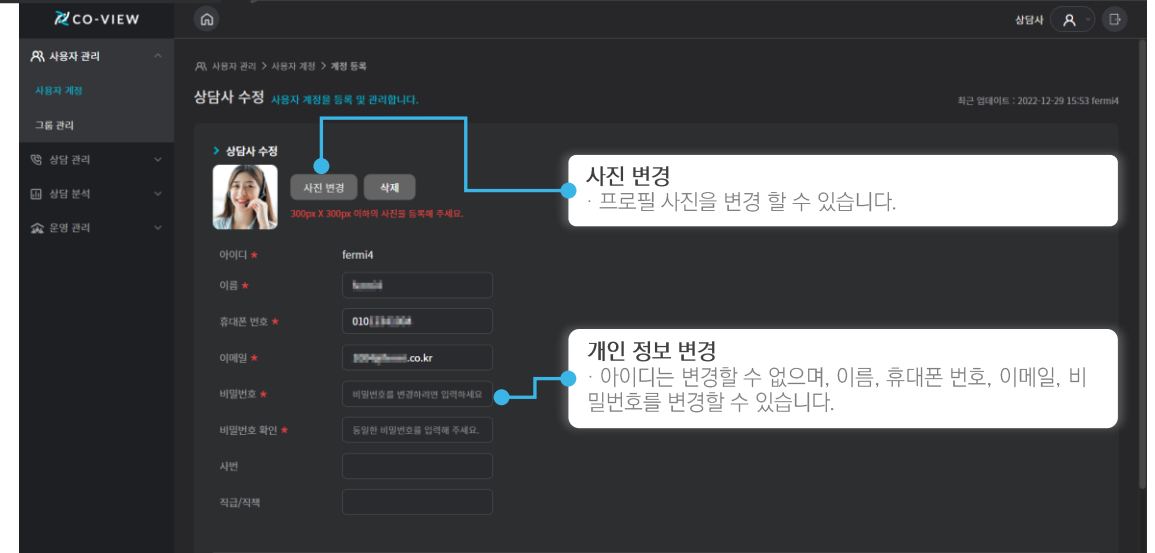 CO-VIEW
상담사
사용자 관리
사용자 계정
그룹 관리
상담 관리
상담 분석
운영 관리
사용자 관리 > 사용자 계정 > 계정 등록
상담사 수정 사용자 계정을 등록 및 관리합니다.
최근 업데이트 : 2022-12-29 15:53 fermi4
> 상담사 수정
사진 변경 삭제
300px X 300px 이하의 사진을 등록해 주세요.
사진 변경
· 프로필 사진을 변경 할 수 있습니다.
아이디 ★ fermi4
이름 ★
휴대폰 번호 ★ 010
이메일 ★ .co.kr
비밀번호 ★ 비밀번호를 변경하려면 입력하세요
비밀번호 확인 ★ 동일한 비밀번호를 입력해 주세요.
사번
직급/직책
개인 정보 변경
· 아이디는 변경할 수 없으며, 이름, 휴대폰 번호, 이메일, 비
밀번호를 변경할 수 있습니다.